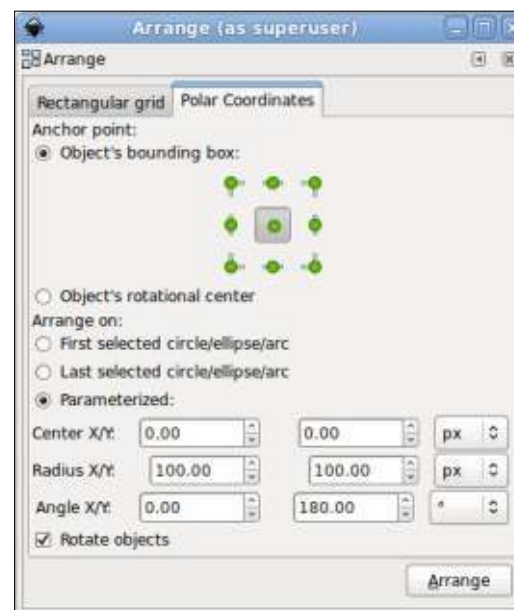 Arrange (as superuser)
Arrange
Rectangular grid Polar Coordinates
Anchor point:
Object's bounding box:
Object's rotational center
Arrange on:
First selected circle/ellipse/arc
Last selected circle/ellipse/arc
Parameterized:
Center X/Y: 0.00 0.00 px
Radius X/Y: 100.00 100.00 px
Angle X/Y: 0.00 180.00 °
Rotate objects
Arrange